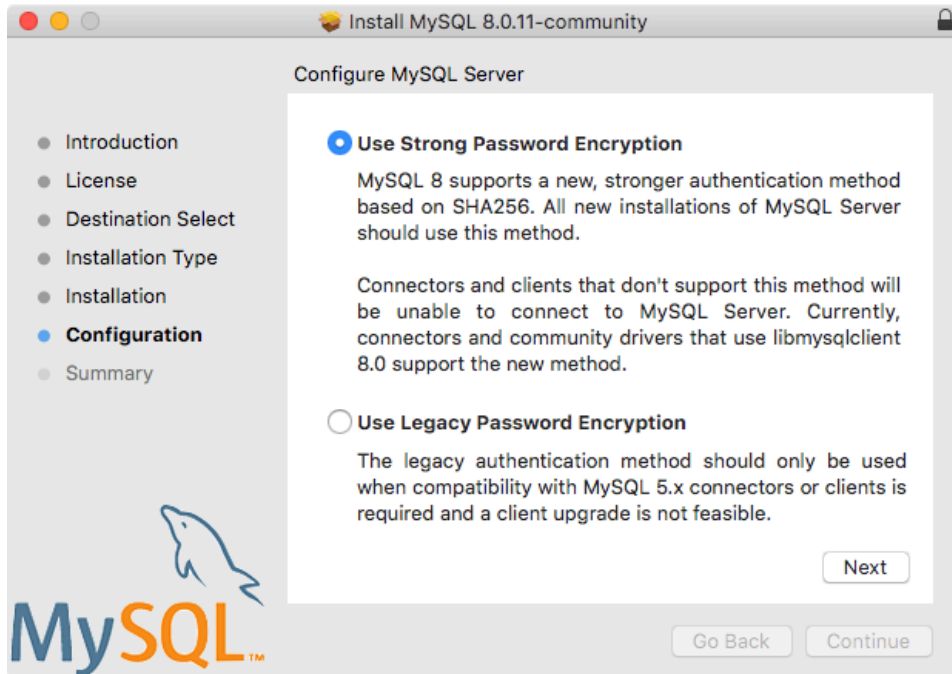 Install MySQL 8.0.11-community
Configure MySQL Server
Introduction
License
Destination Select
Installation Type
Installation
Configuration
Summary
Use Strong Password Encryption
MySQL 8 supports a new, stronger authentication method
based on SHA256. All new installations of MySQL Server
should use this method.
Connectors and clients that don't support this method will
be unable to connect to MySQL Server. Currently,
connectors and community drivers that use libmysqlclient
8.0 support the new method.
Use Legacy Password Encryption
The legacy authentication method should only be used
when compatibility with MySQL 5.x connectors or clients is
required and a client upgrade is not feasible.
Next
MySQL™
Go Back
Continue